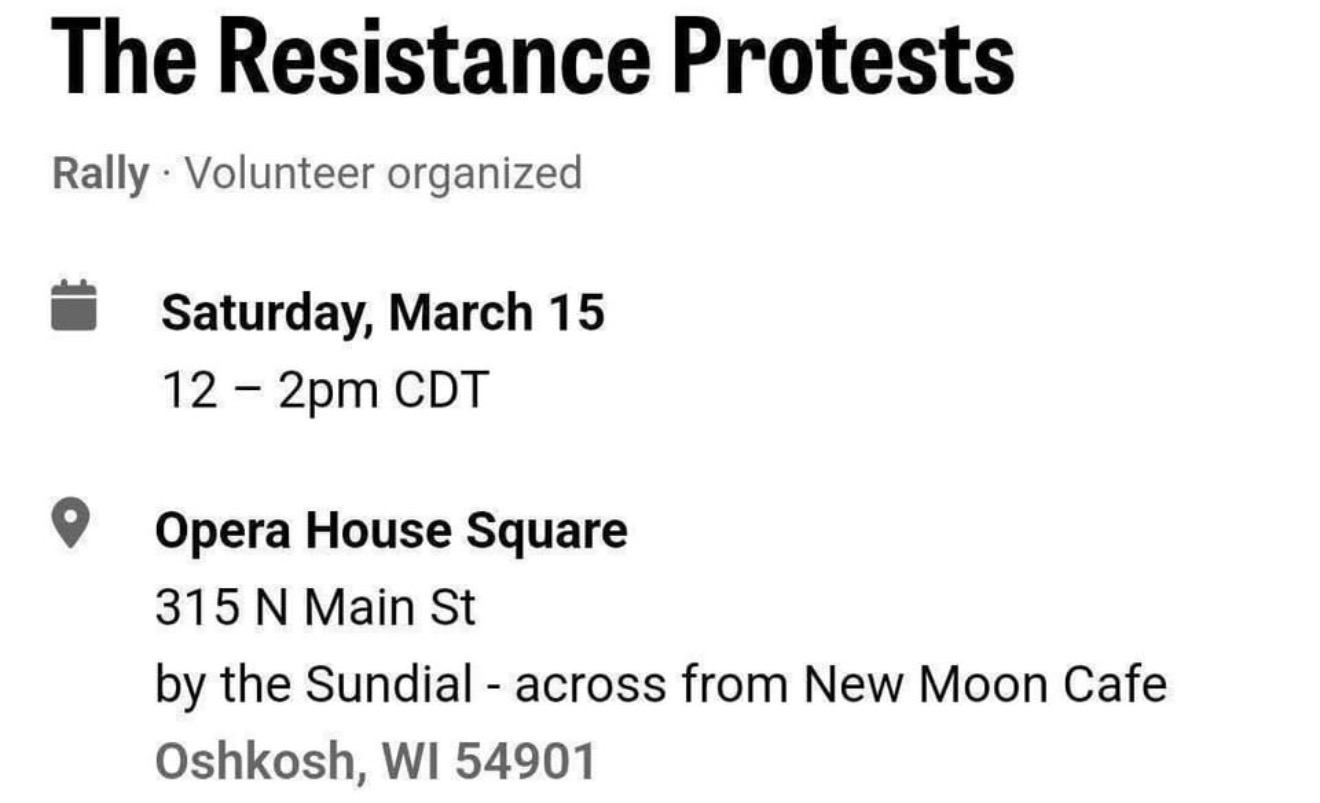 The Resistance Protests
Rally · Volunteer organized
Saturday, March 15
12 – 2pm CDT
Opera House Square
315 N Main St
by the Sundial - across from New Moon Cafe
Oshkosh, WI 54901